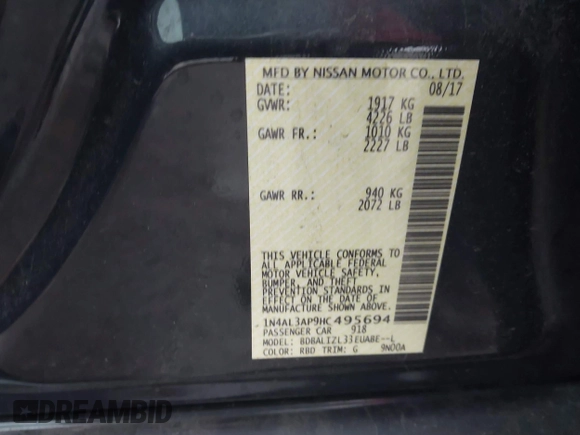 MFD BY NISSAN MOTOR CO., LTD.
DATE: 08/17
GVWR: 1917 KG
4226 LB
GAWR FR.: 1010 KG
2227 LB
GAWR RR.: 940 KG
2072 LB
THIS VEHICLE CONFORMS TO
ALL APPLICABLE FEDERAL
MOTOR VEHICLE SAFETY,
BUMPER, AND THEFT
PREVENTION STANDARDS
IN EFFECT ON THE DATE
OF MANUFACTURE
SHOWN ABOVE.
1N4AL3AP9HC495694
PASSENGER CAR 918
MODEL: BDBALIZL33EUABE--L
COLOR: RBD TRIM: G 9N00A
DREAMBID